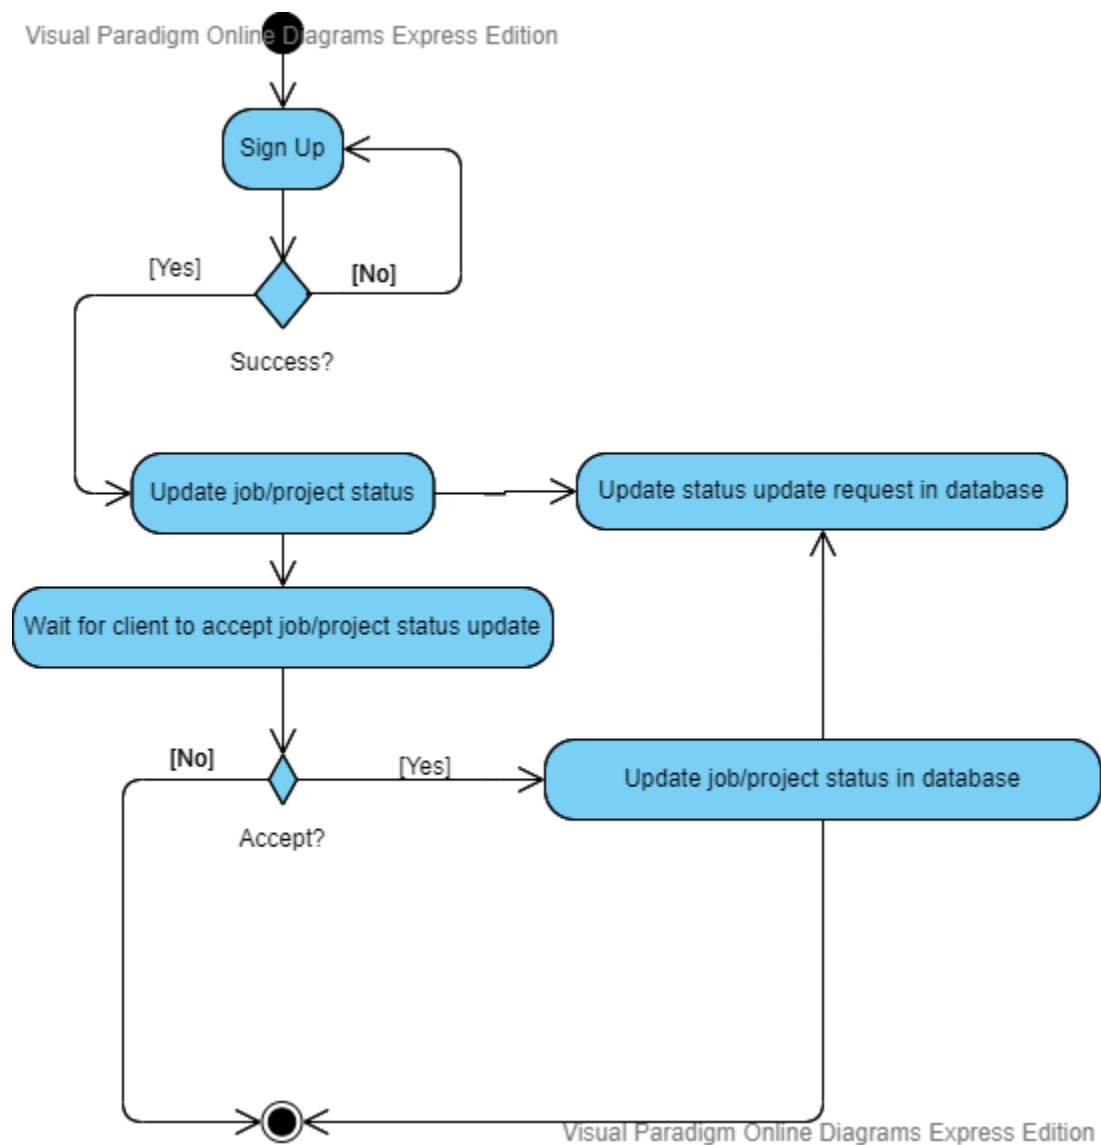 Visual Paradigm Online Diagrams Express Edition
Sign Up
[Yes]
[No]
Success?
Update job/project status
Update status update request in database
Wait for client to accept job/project status update
[No]
[Yes]
Update job/project status in database
Accept?
Visual Paradigm Online Diagrams Express Edition